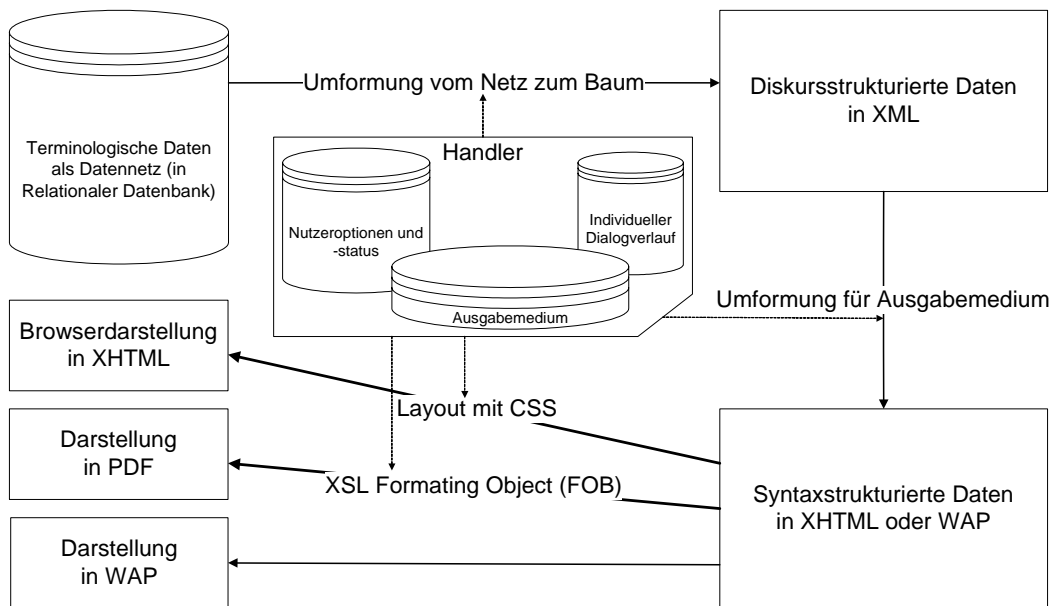 Terminologische Daten
als Datennetz (in
Relationaler Datenbank)
Umformung vom Netz zum Baum
Diskursstrukturierte Daten
in XML
Handler
Nutzeroptionen und
-status
Individueller
Dialogverlauf
Ausgabemedium
Umformung für Ausgabemedium
Browserdarstellung
in XHTML
Layout mit CSS
Darstellung
in PDF
XSL Formating Object (FOB)
Syntaxstrukturierte Daten
in XHTML oder WAP
Darstellung
in WAP